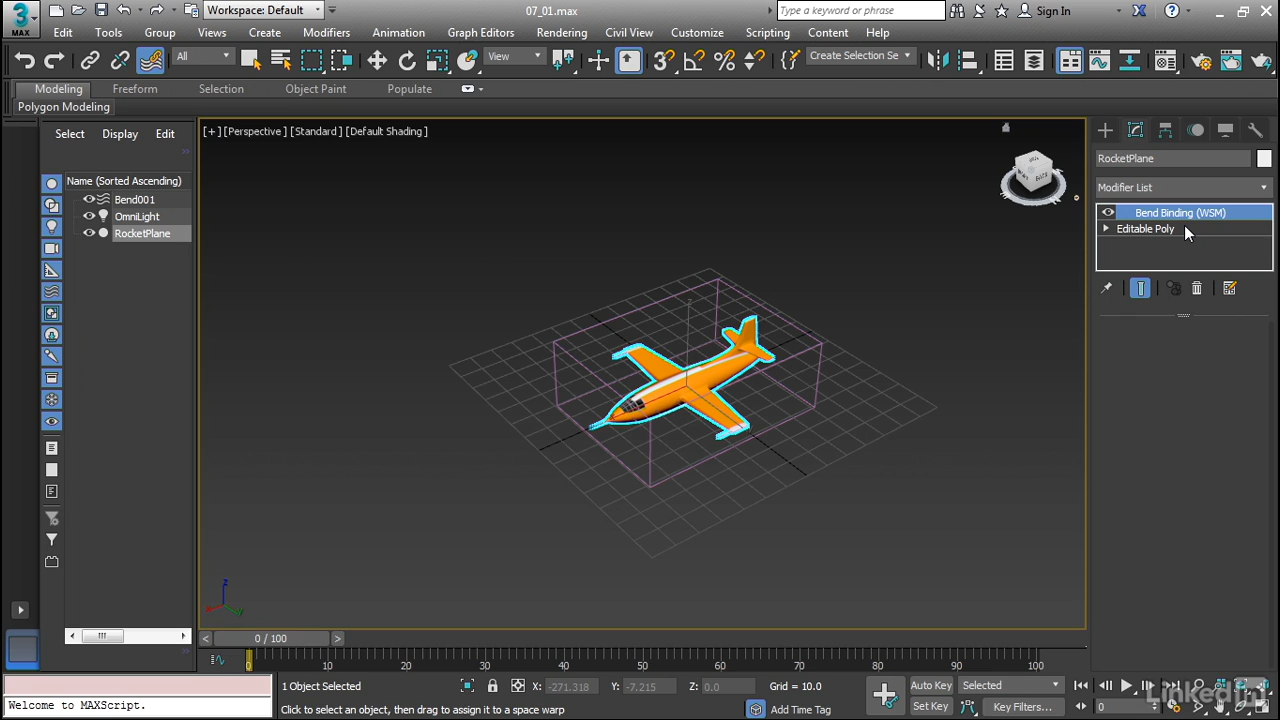 3
MAX
Workspace: Default
07_01.max
Type a keyword or phrase
Sign In
Edit Tools Group Views Create Modifiers Animation Graph Editors Rendering Civil View Customize Scripting Content Help
All
View
3
Create Selection Se
Modeling Freeform Selection Object Paint Populate
Polygon Modeling
Select Display Edit
Name (Sorted Ascending)
Bend001
OmniLight
RocketPlane
[+] [Perspective] [Standard] [Default Shading]
z
z
x
y
RocketPlane
Modifier List
Bend Binding (WSM)
Editable Poly
0 / 100
0 10 20 30 40 50 60 70 80 90 100
1 Object Selected
X: -271.318 Y: -7.215 Z: 0.0 Grid = 10.0
Auto Key Selected
Welcome to MAXScript.
Click to select an object, then drag to assign it to a space warp
Add Time Tag
Set Key Key Filters...
0
LinkedIn